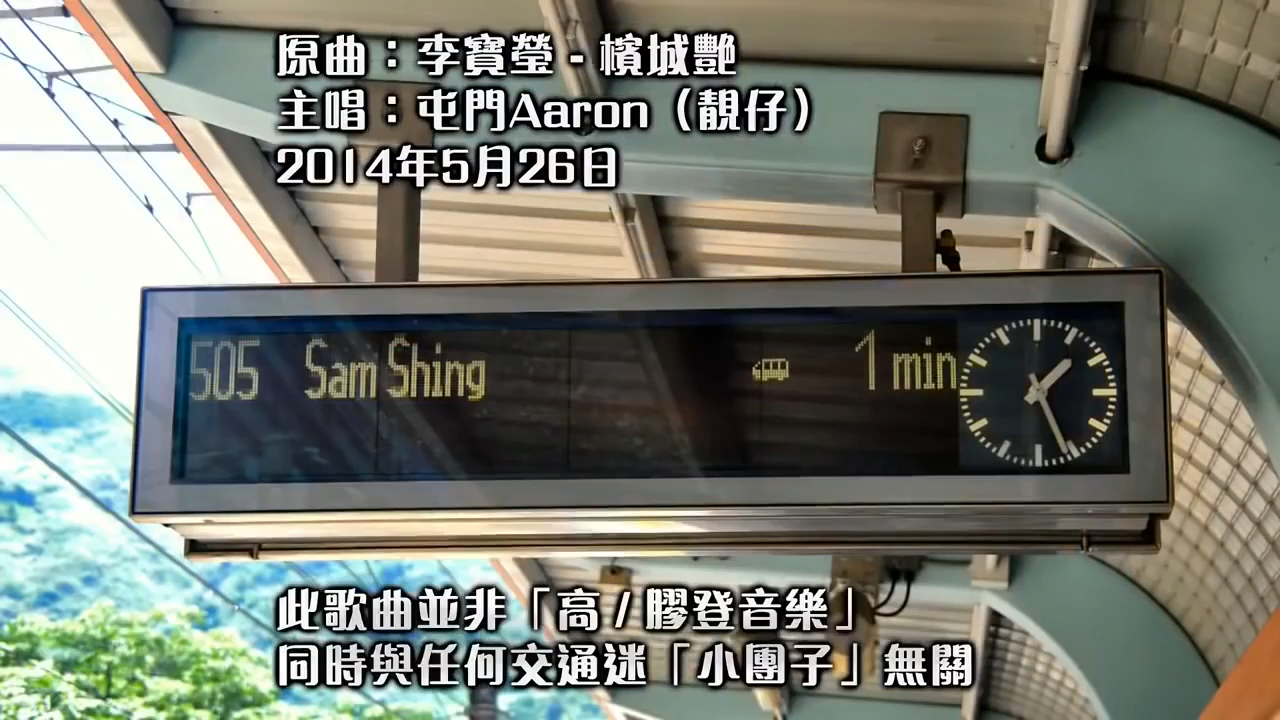 原曲：李寶瑩 - 檳城艷
主唱：屯門Aaron（靚仔）
2014年5月26日
505 Sam Shing 1 min
此歌曲並非「高 / 膠登音樂」
同時與任何交通迷「小團子」無關